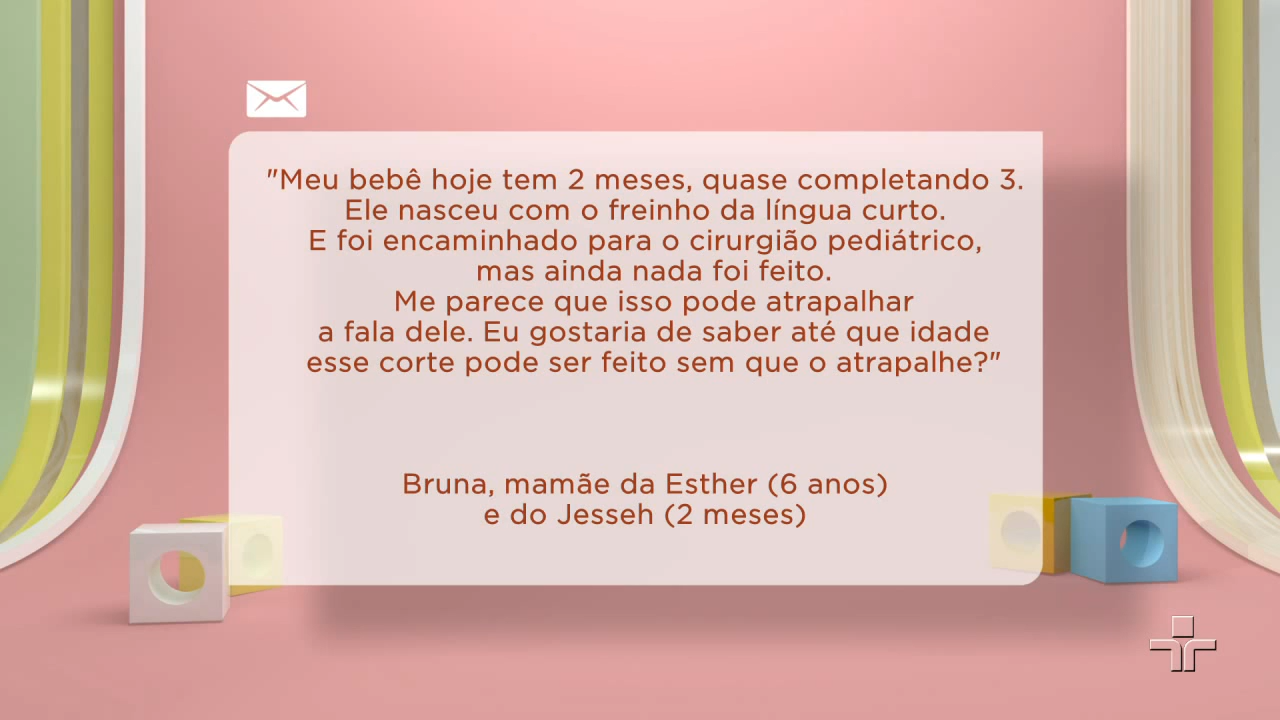 "Meu bebê hoje tem 2 meses, quase completando 3.
Ele nasceu com o freinho da língua curto.
E foi encaminhado para o cirurgião pediátrico,
mas ainda nada foi feito.
Me parece que isso pode atrapalhar
a fala dele. Eu gostaria de saber até que idade
esse corte pode ser feito sem que o atrapalhe?"
Bruna, mamãe da Esther (6 anos)
e do Jesseh (2 meses)